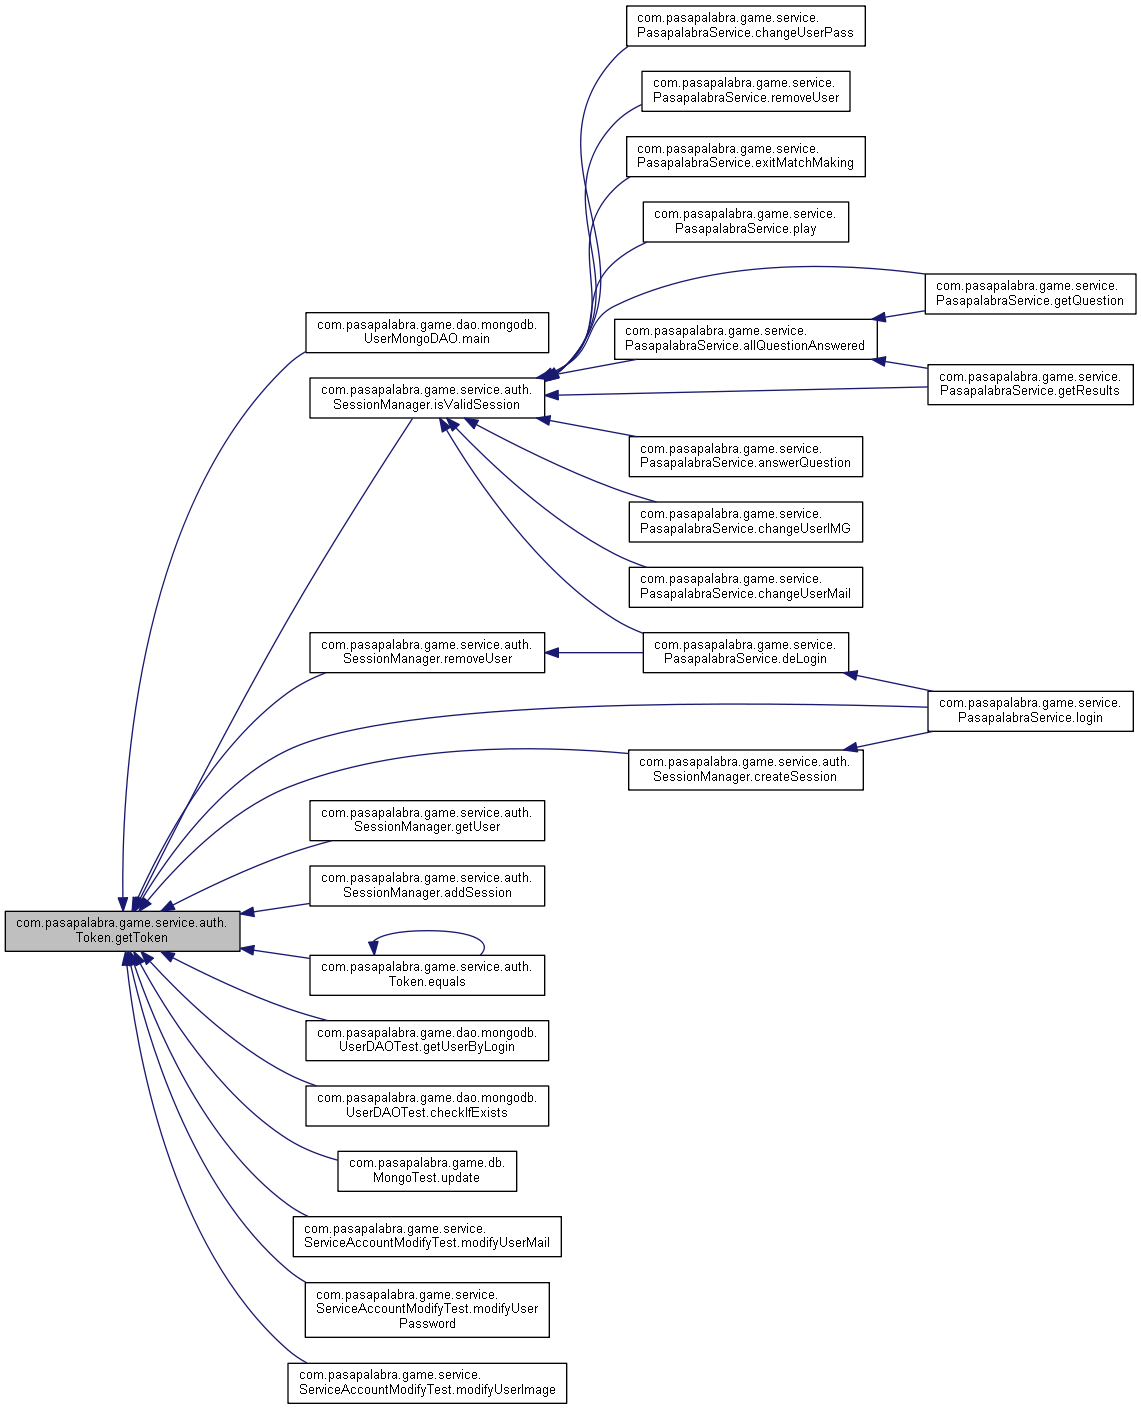 com.pasapalabra.game.service.
PasapalabraService.changeUserPass
com.pasapalabra.game.service.
PasapalabraService.removeUser
com.pasapalabra.game.service.
PasapalabraService.exitMatchMaking
com.pasapalabra.game.service.
PasapalabraService.play
com.pasapalabra.game.service.
PasapalabraService.getQuestion
com.pasapalabra.game.dao.mongodb.
UserMongoDAO.main
com.pasapalabra.game.service.
PasapalabraService.allQuestionAnswered
com.pasapalabra.game.service.
PasapalabraService.getResults
com.pasapalabra.game.service.auth.
SessionManager.isValidSession
com.pasapalabra.game.service.
PasapalabraService.answerQuestion
com.pasapalabra.game.service.
PasapalabraService.changeUserIMG
com.pasapalabra.game.service.
PasapalabraService.changeUserMail
com.pasapalabra.game.service.auth.
SessionManager.removeUser
com.pasapalabra.game.service.
PasapalabraService.deLogin
com.pasapalabra.game.service.
PasapalabraService.login
com.pasapalabra.game.service.auth.
SessionManager.createSession
com.pasapalabra.game.service.auth.
SessionManager.getUser
com.pasapalabra.game.service.auth.
SessionManager.addSession
com.pasapalabra.game.service.auth.
Token.getToken
com.pasapalabra.game.service.auth.
Token.equals
com.pasapalabra.game.dao.mongodb.
UserDAOTest.getUserByLogin
com.pasapalabra.game.dao.mongodb.
UserDAOTest.checkIfExists
com.pasapalabra.game.db.
MongoTest.update
com.pasapalabra.game.service.
ServiceAccountModifyTest.modifyUserMail
com.pasapalabra.game.service.
ServiceAccountModifyTest.modifyUser
Password
com.pasapalabra.game.service.
ServiceAccountModifyTest.modifyUserImage